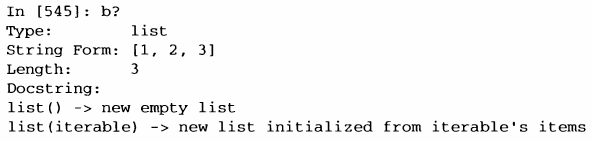 In [545]: b?
Type:       list
String Form: [1, 2, 3]
Length:     3
Docstring:
list() -> new empty list
list(iterable) -> new list initialized from iterable's items